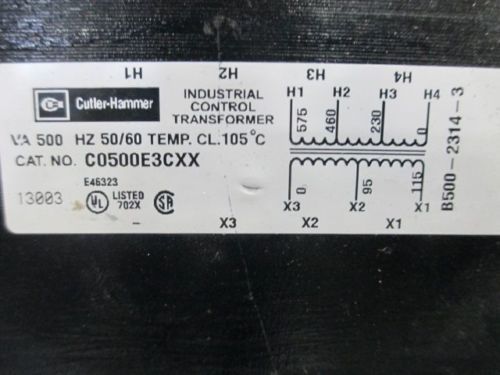 H1 H2 H3 H4
Cutler-Hammer
INDUSTRIAL
CONTROL
TRANSFORMER
VA 500 HZ 50/60 TEMP. CL.105°C
CAT. NO. C0500E3CXX
E46323
13003
UL LISTED
702X
SA
H1 H2 H3 H4
575 460 230 0
0 95 115
X3 X2 X1
B500-2314-3
- X3 X2 X1